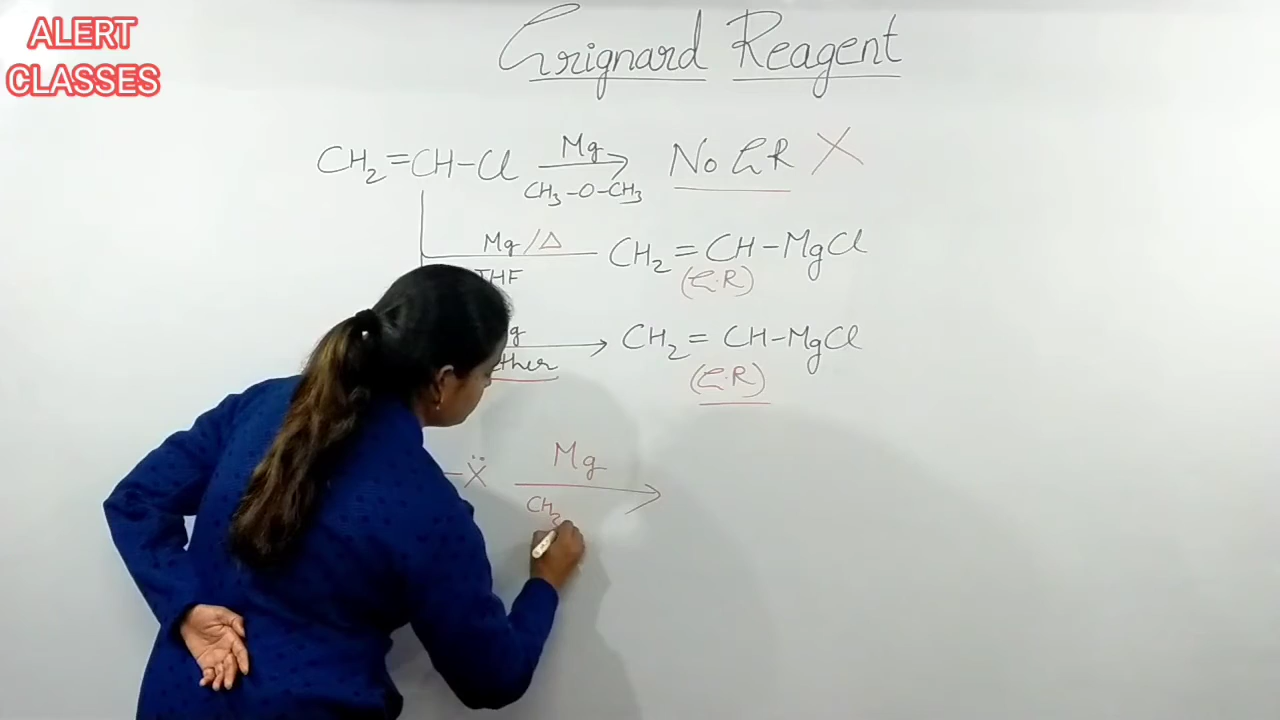 ALERT
CLASSES
Grignard Reagent
CH2=CH-Cl Mg CH3-O-CH3 No GR X
Mg/Δ THF CH2=CH-MgCl
(G.R)
ether CH2=CH-MgCl
(G.R)
-Ẍ Mg CH3